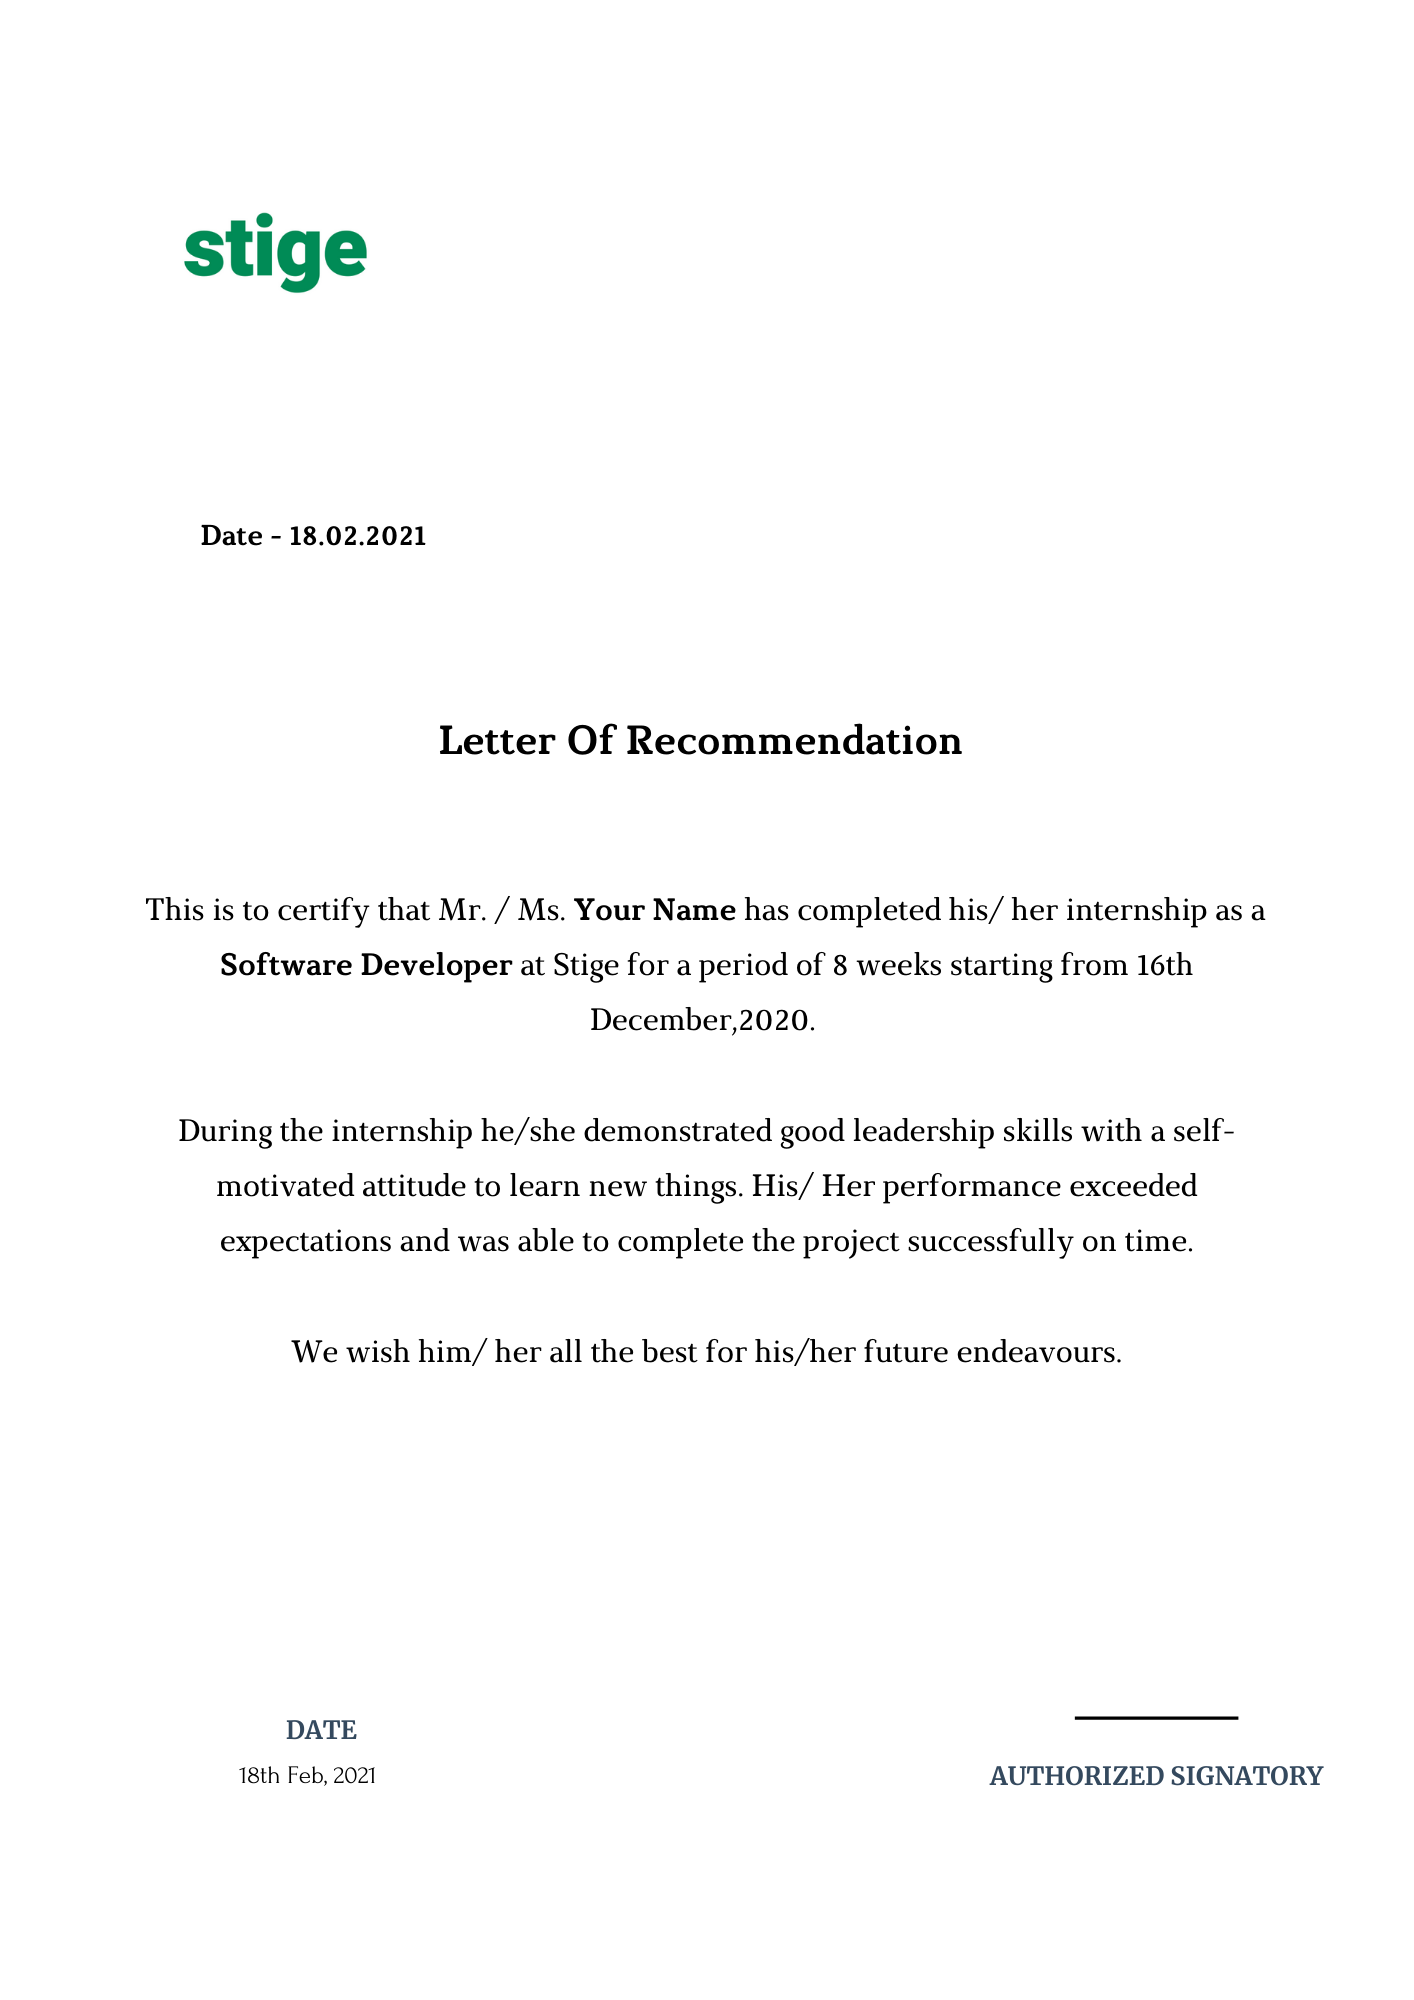 stige
Date - 18.02.2021
Letter Of Recommendation
This is to certify that Mr. / Ms. Your Name has completed his/ her internship as a
Software Developer at Stige for a period of 8 weeks starting from 16th
December,2020.
During the internship he/she demonstrated good leadership skills with a self-
motivated attitude to learn new things. His/ Her performance exceeded
expectations and was able to complete the project successfully on time.
We wish him/ her all the best for his/her future endeavours.
DATE
18th Feb, 2021
AUTHORIZED SIGNATORY